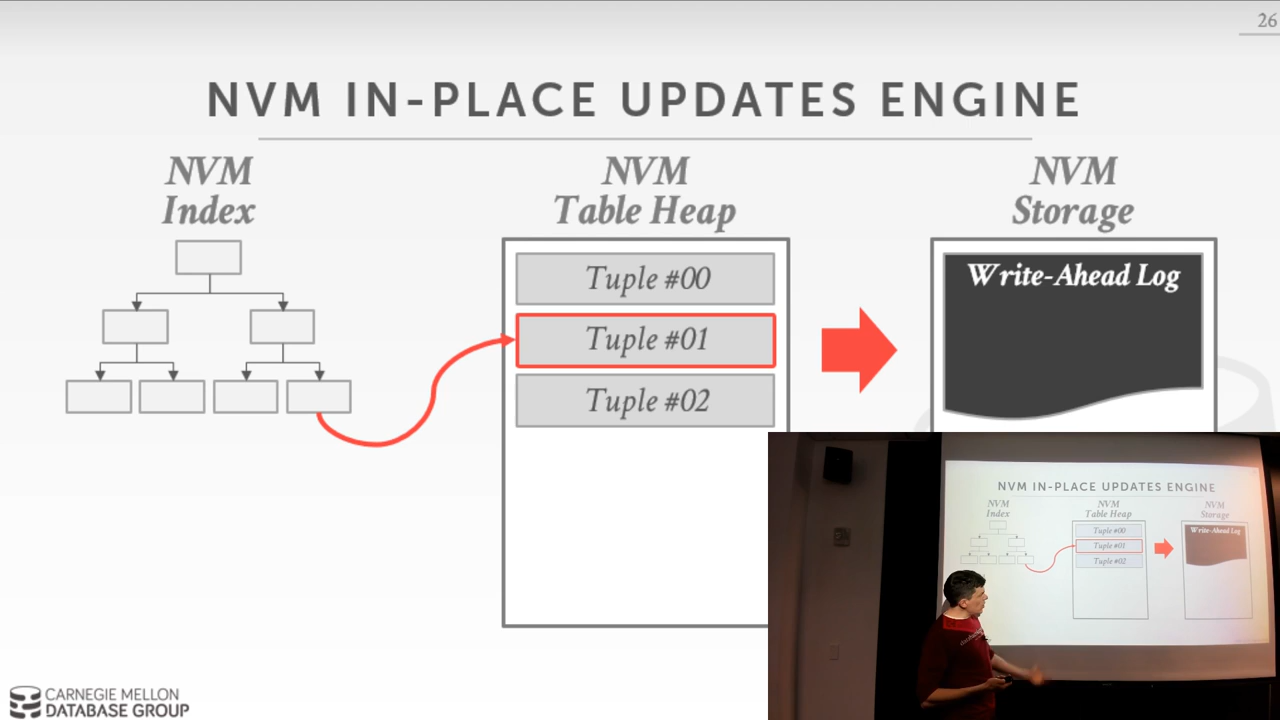 26
NVM IN-PLACE UPDATES ENGINE
NVM
Index
NVM
Table Heap
NVM
Storage
Tuple #00
Tuple #01
Tuple #02
Write-Ahead Log
CARNEGIE MELLON
DATABASE GROUP
NVM IN-PLACE UPDATES ENGINE
NVM
Index
NVM
Table Heap
NVM
Storage
Tuple #00
Tuple #01
Tuple #02
Write-Ahead Log